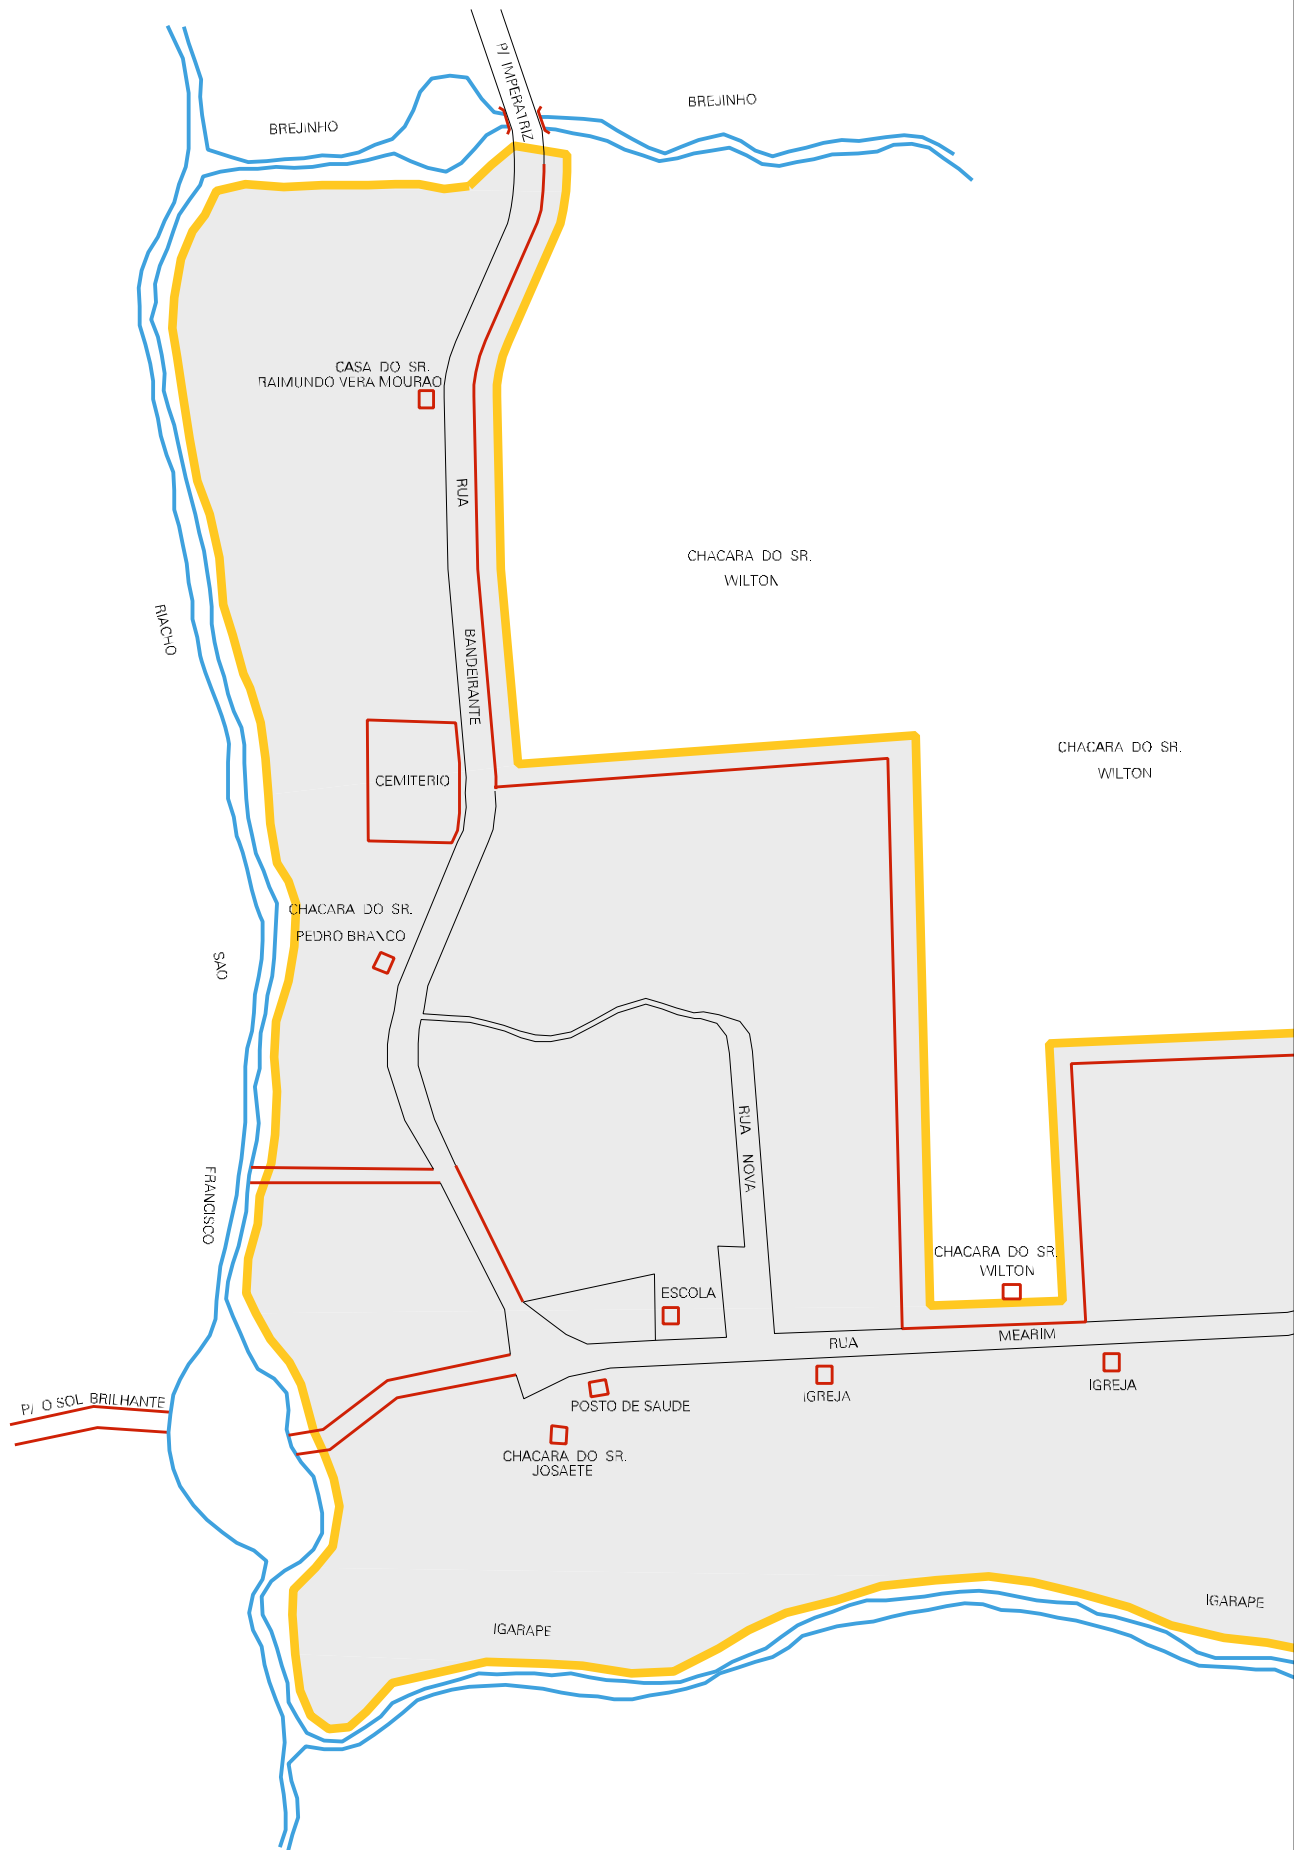 P/ IMPERATRIZ
BREJINHO
BREJINHO
CASA DO SR.
RAIMUNDO VERA MOURAO
RUA
CHACARA DO SR.
WILTON
RIACHO
BANDEIRANTE
CHACARA DO SR.
WILTON
CEMITERIO
CHACARA DO SR.
PEDRO BRANCO
SAO
RUA NOVA
FRANCISCO
CHACARA DO SR.
WILTON
ESCOLA
RUA
MEARIM
P/ O SOL BRILHANTE
IGREJA
IGREJA
POSTO DE SAUDE
CHACARA DO SR.
JOSAETE
IGARAPE
IGARAPE